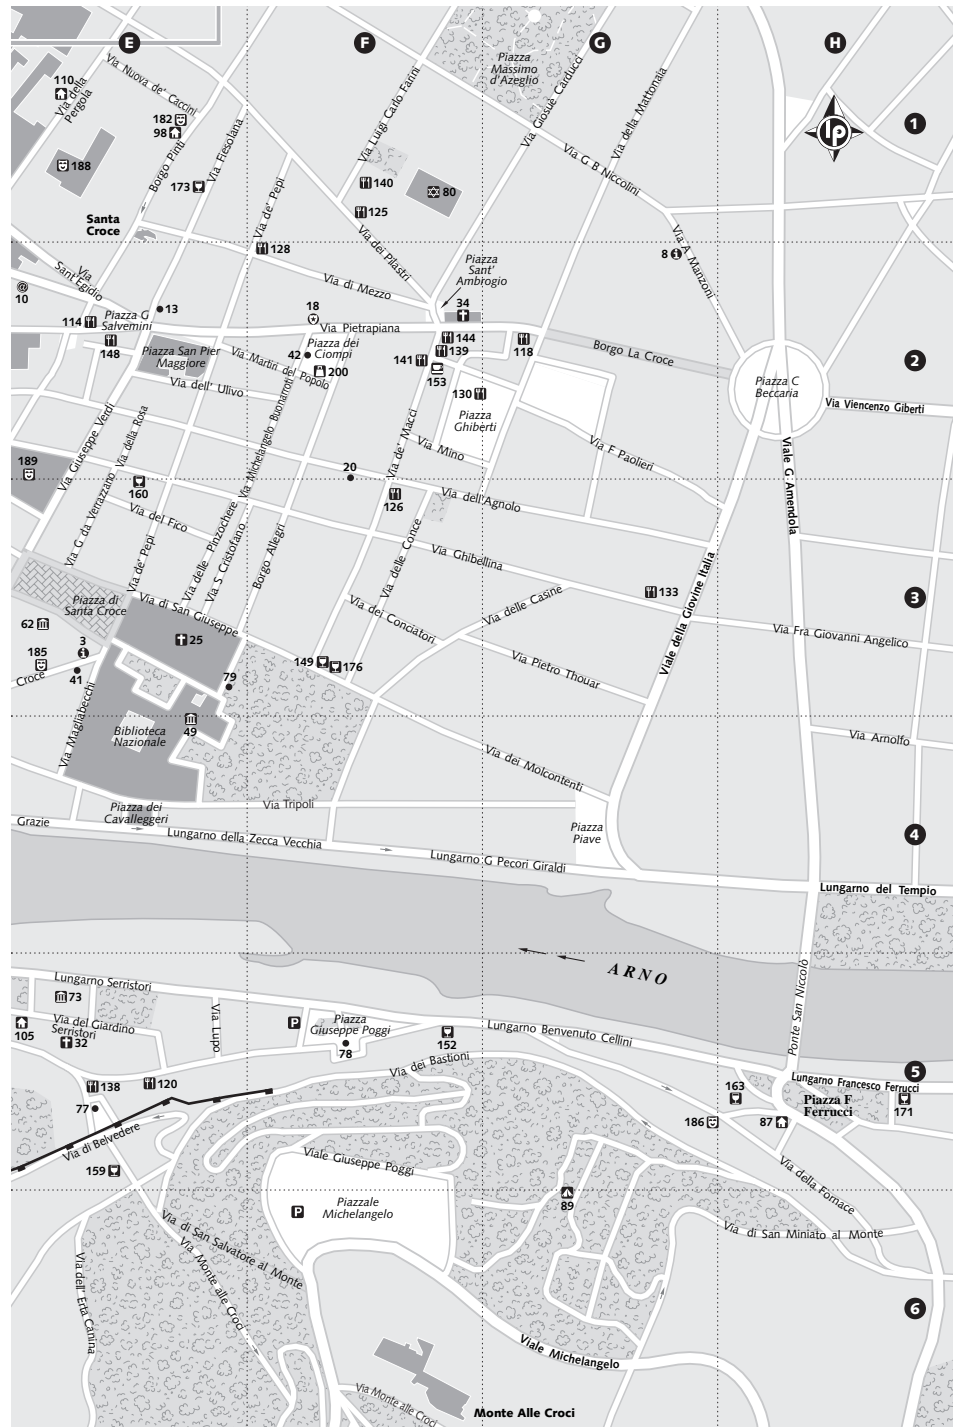 E
F
G
H
110
Via della
Pergola
Via Nuova de' Caccini
182
98
188
173
Borgo Pinti
Via Fiesolana
Via de' Pepi
Via Luigi Carlo Farini
Piazza
Massimo
d'Azeglio
Via Giosuè Carducci
Via della Mattonaia
Via G B Niccolini
lp
1
140
125
80
Santa
Croce
128
Via dei Pilastri
Via di Mezzo
Piazza
Sant'
Ambrogio
34
8
Via A Manzoni
Via
Sant'Egidio
10
13
114
Piazza G
Salvemini
148
Piazza San Pier
Maggiore
18
Via Pietrapiana
Piazza dei
Ciompi
42
200
Via Martiri del Popolo
Via dell' Ulivo
144
139
141
153
118
130
Piazza
Ghiberti
Borgo La Croce
Piazza C
Beccaria
2
Via Viencenzo Giberti
Via Giuseppe Verdi
Via della Rosa
Via Michelangelo Buonarroti
Via de' Macci
Via Mino
Via F Paolieri
Viale G Amendola
189
160
20
126
Via dell'Agnolo
Via G. da Verrazzano
Via del Fico
Via de' Pepi
Via delle Pinzochere
Via S Cristofano
Borgo Allegri
Via delle Conce
Via Ghibellina
Via delle Casine
133
Viale della Giovine Italia
3
Via Fra Giovanni Angelico
Piazza di
Santa Croce
Via di San Giuseppe
62
3
185
Croce
41
25
79
149
176
Via dei Conciatori
Via Pietro Thouar
Via Magliabecchi
Biblioteca
Nazionale
49
Via dei Molcontenti
Via Arnolfo
Piazza dei
Cavalleggeri
Via Tripoli
Grazie
Lungarno della Zecca Vecchia
Lungarno G Pecori Giraldi
Piazza
Piave
4
Lungarno del Tempio
ARNO
Ponte San Niccolò
Lungarno Serristori
73
Via del Giardino
Serristori
105
32
Via Lupo
P
Piazza
Giuseppe Poggi
78
152
Lungarno Benvenuto Cellini
Via dei Bastioni
5
Lungarno Francesco Ferrucci
138
120
77
163
Piazza F
Ferrucci
171
186
87
Via di Belvedere
159
Viale Giuseppe Poggi
Piazzale
Michelangelo
P
89
Via della Fornace
Via di San Miniato al Monte
Via di San Salvatore al Monte
Via Monte alle Croci
Via dell' Erta Canina
6
Viale Michelangelo
Via Monte alle Croci
Monte Alle Croci